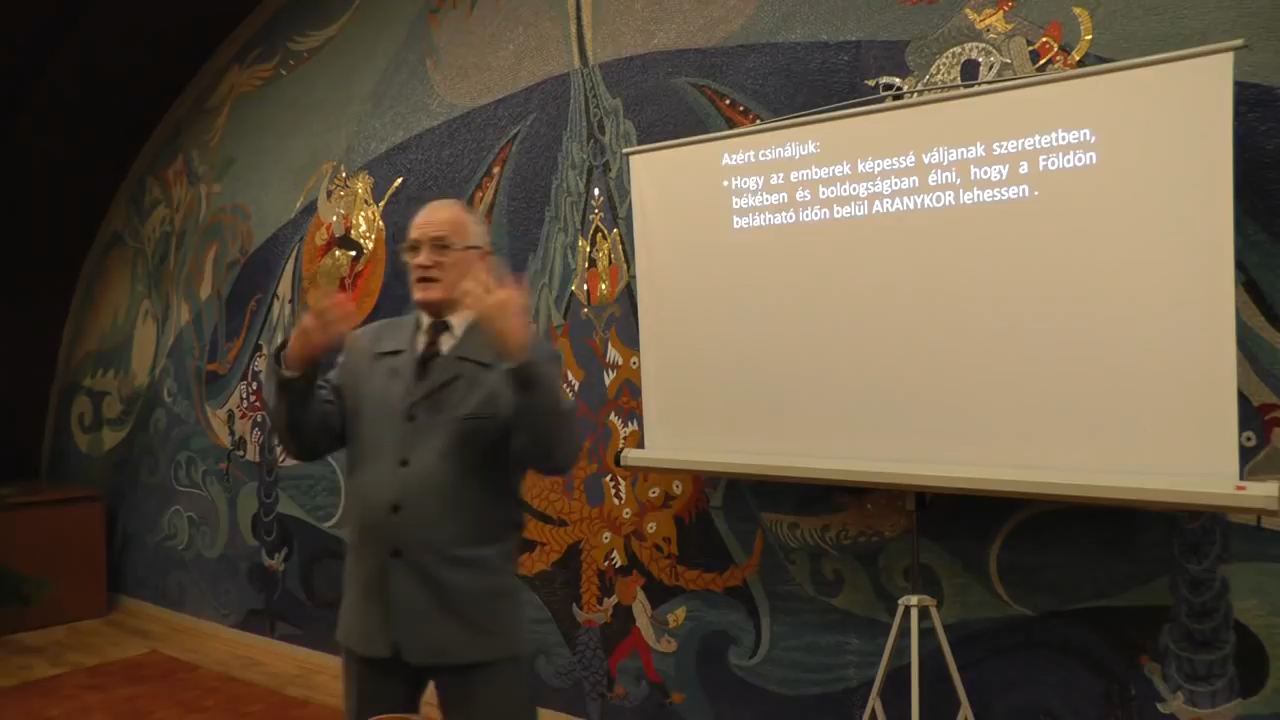 Azért csináljuk:
• Hogy az emberek képessé váljanak szeretetben,
békében és boldogságban élni, hogy a Földön
belátható időn belül ARANYKOR lehessen .